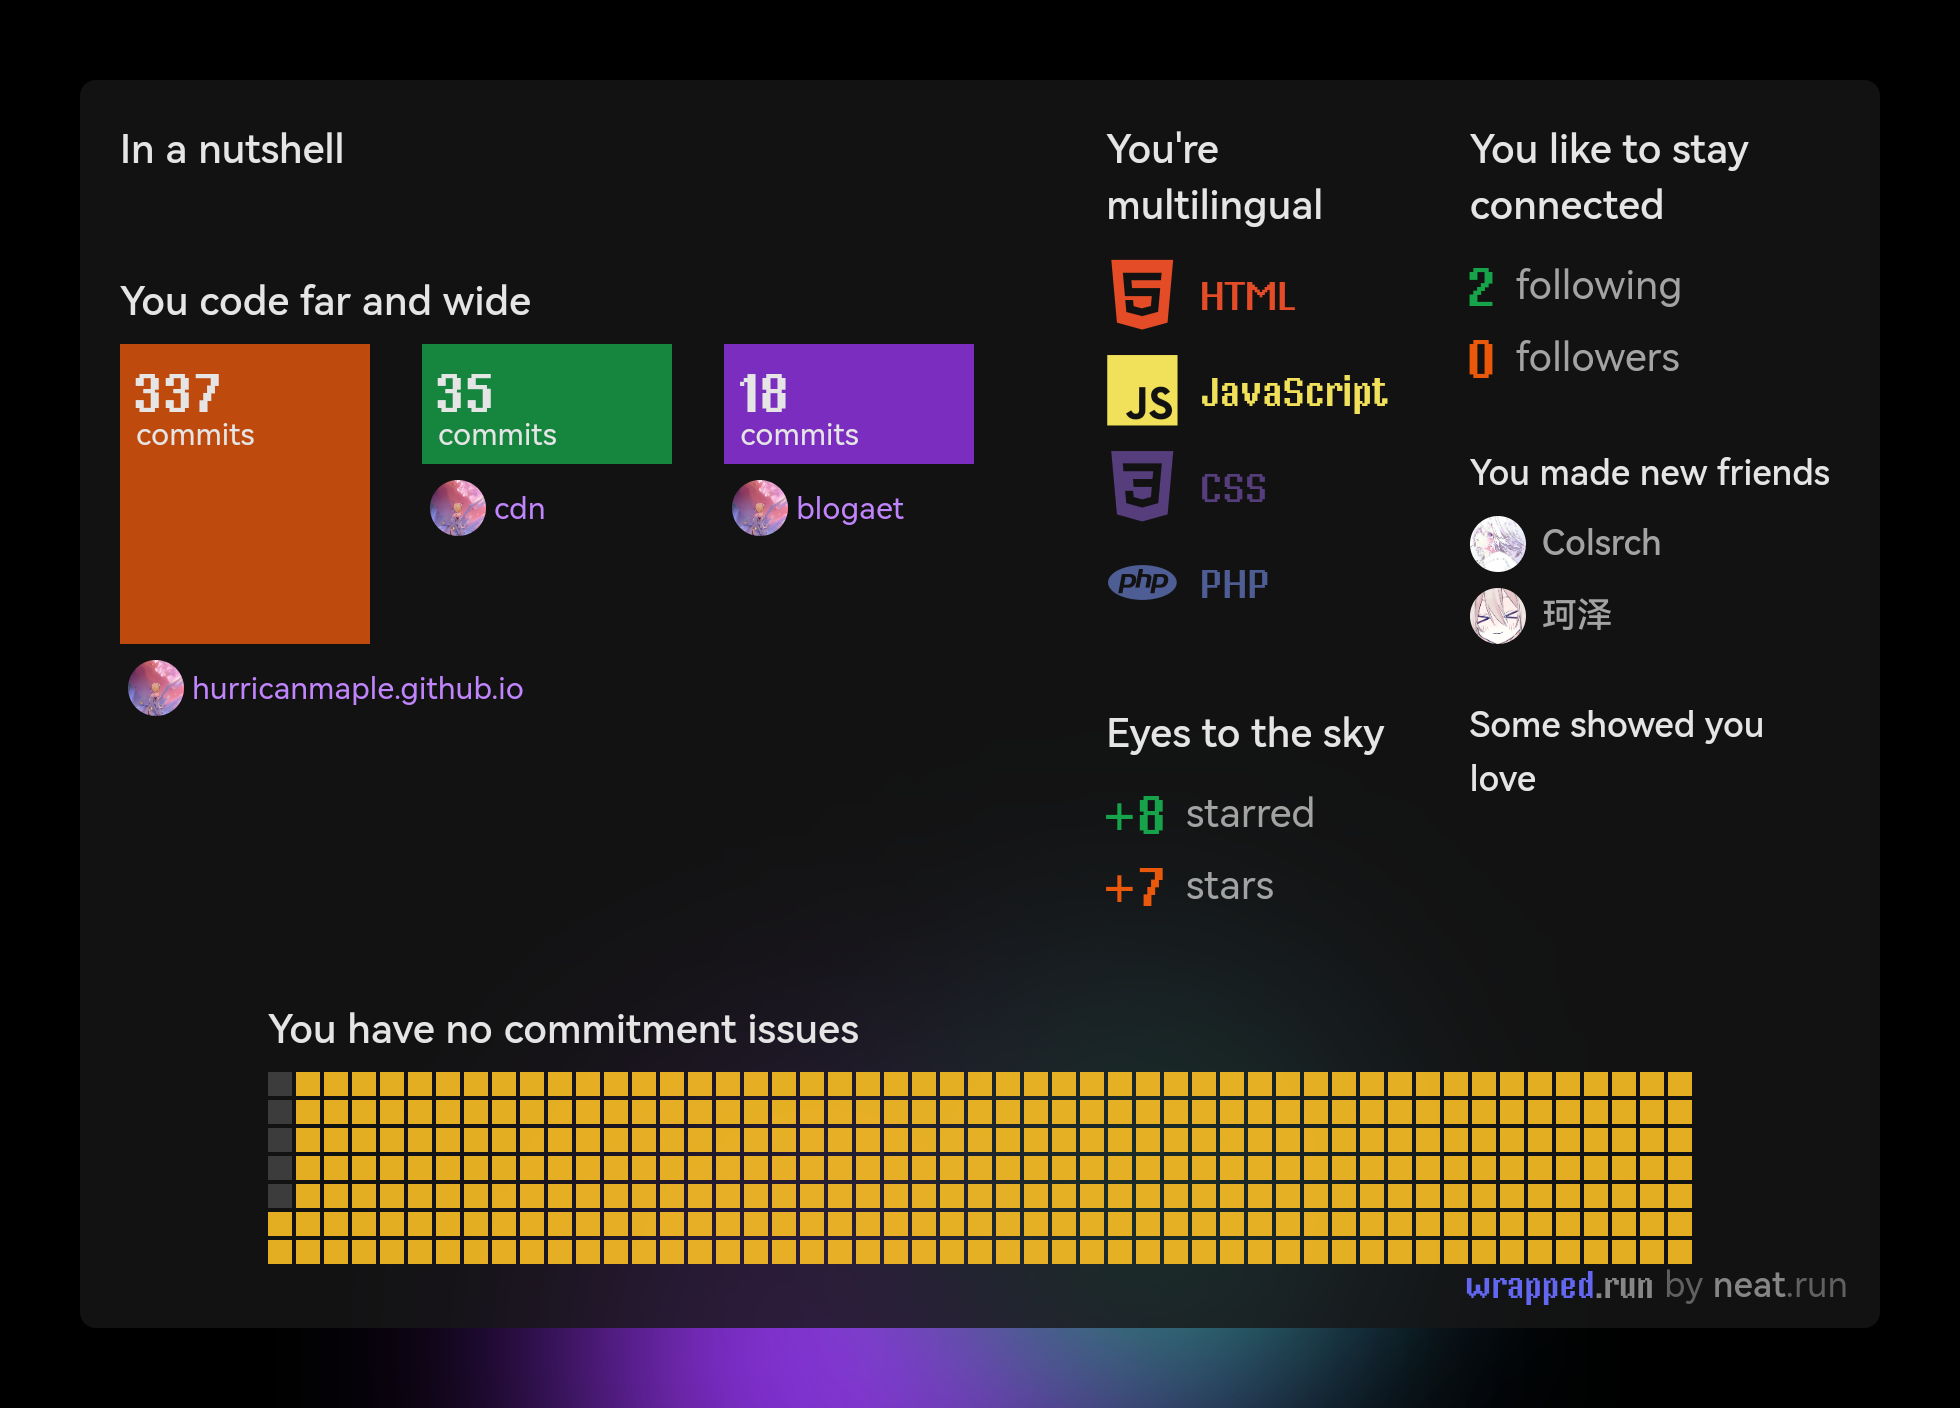 In a nutshell
You code far and wide
337
commits
hurricanmaple.github.io
35
commits
cdn
18
commits
blogaet
You're
multilingual
HTML
JS JavaScript
CSS
php PHP
Eyes to the sky
+8 starred
+7 stars
You like to stay
connected
2 following
0 followers
You made new friends
Colsrch
珂泽
Some showed you
love
You have no commitment issues
wrapped.run by neat.run